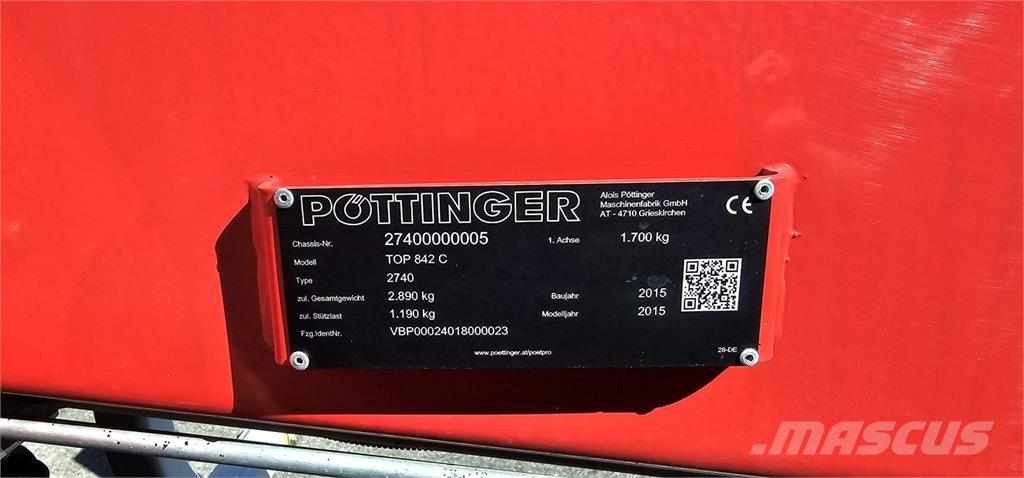 PÖTTINGER
Alois Pöttinger
Maschinenfabrik GmbH
AT - 4710 Grieskirchen
CE
Chassis-Nr. 27400000005 1. Achse 1.700 kg
Modell TOP 842 C
Type 2740
zul. Gesamtgewicht 2.890 kg Baujahr 2015
zul. Stützlast 1.190 kg Modelljahr 2015
Fzg.IdentNr. VBP00024018000023
www.poettinger.at/poetpro 28-DE
MASCUS